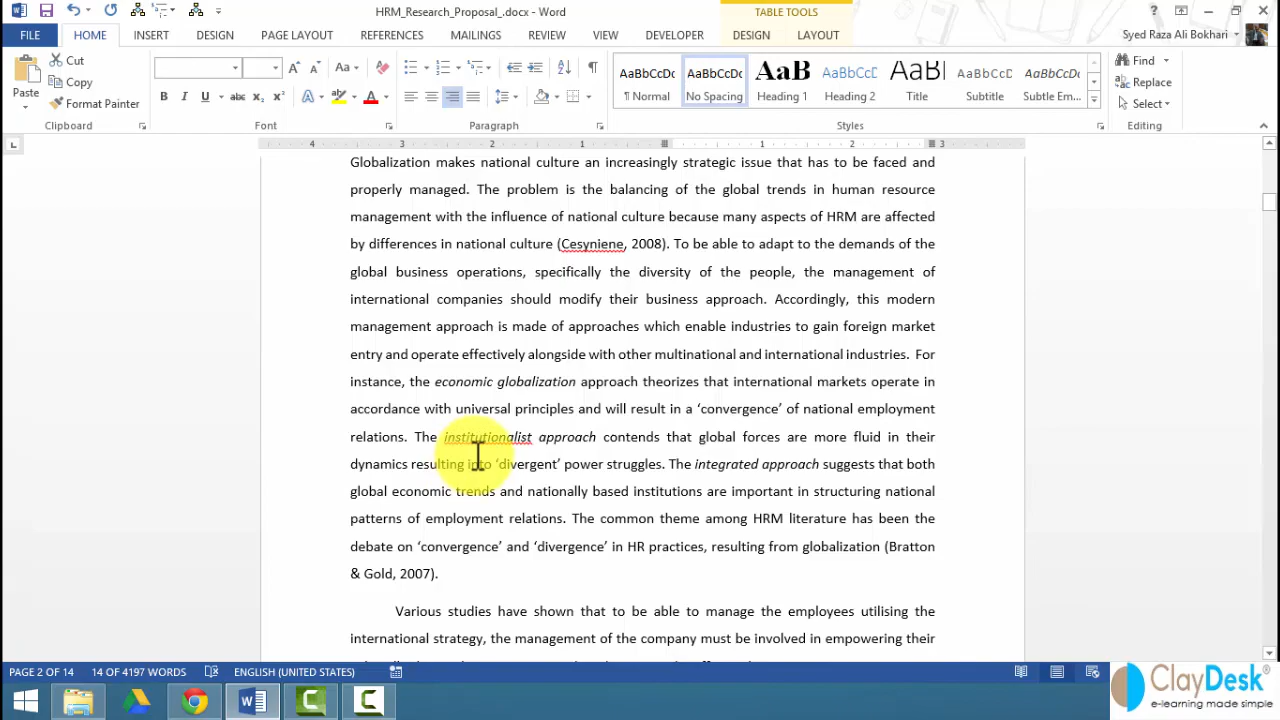 HRM_Research_Proposal_.docx - Word
TABLE TOOLS
FILE HOME INSERT DESIGN PAGE LAYOUT REFERENCES MAILINGS REVIEW VIEW DEVELOPER DESIGN LAYOUT Syed Raza Ali Bokhari
Paste
Cut
Copy
Format Painter
Clipboard
Font
Paragraph
AaBbCcDc AaBbCcDc AaB AaBbCcD AaB AaBbCcD AaBbCcDc
¶ Normal No Spacing Heading 1 Heading 2 Title Subtitle Subtle Em...
Styles
Find
Replace
Select
Editing
4 3 2 1 1 2 3
Globalization makes national culture an increasingly strategic issue that has to be faced and
properly managed. The problem is the balancing of the global trends in human resource
management with the influence of national culture because many aspects of HRM are affected
by differences in national culture (Cesyniene, 2008). To be able to adapt to the demands of the
global business operations, specifically the diversity of the people, the management of
international companies should modify their business approach. Accordingly, this modern
management approach is made of approaches which enable industries to gain foreign market
entry and operate effectively alongside with other multinational and international industries. For
instance, the economic globalization approach theorizes that international markets operate in
accordance with universal principles and will result in a ‘convergence’ of national employment
relations. The institutionalist approach contends that global forces are more fluid in their
dynamics resulting into ‘divergent’ power struggles. The integrated approach suggests that both
global economic trends and nationally based institutions are important in structuring national
patterns of employment relations. The common theme among HRM literature has been the
debate on ‘convergence’ and ‘divergence’ in HR practices, resulting from globalization (Bratton
& Gold, 2007).
Various studies have shown that to be able to manage the employees utilising the
international strategy, the management of the company must be involved in empowering their
PAGE 2 OF 14 14 OF 4197 WORDS ENGLISH (UNITED STATES)
ClayDesk
e-learning made simple